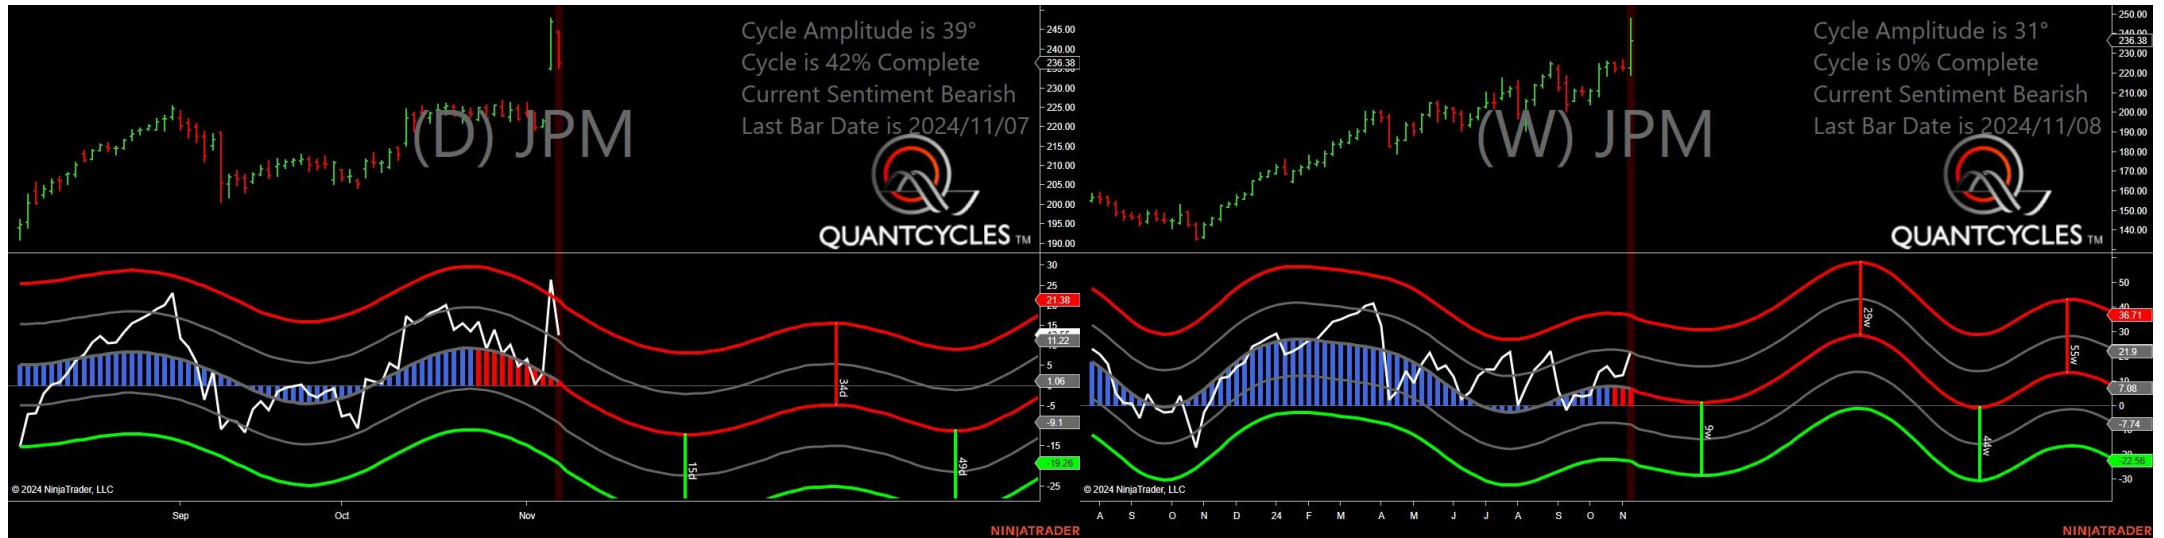 Cycle Amplitude is 39°
Cycle is 42% Complete
Current Sentiment Bearish
Last Bar Date is 2024/11/07
(D) JPM
QUANTCYCLES TM
245.00
240.00
236.38
230.00
225.00
220.00
215.00
210.00
205.00
200.00
195.00
190.00
30
25
21.38
15
11.22
5
1.06
-5
-9.1
-15
-19.26
-25
15d
34d
49d
© 2024 NinjaTrader, LLC
Sep
Oct
Nov
NINJATRADER
Cycle Amplitude is 31°
Cycle is 0% Complete
Current Sentiment Bearish
Last Bar Date is 2024/11/08
(W) JPM
QUANTCYCLES TM
250.00
240.00
236.38
230.00
220.00
210.00
200.00
190.00
180.00
170.00
160.00
150.00
140.00
50
36.71
30
21.9
7.08
0
-7.74
-22.56
-30
9w
29w
44w
55w
© 2024 NinjaTrader, LLC
A S O N D 24 F M A M J J A S O N
NINJATRADER